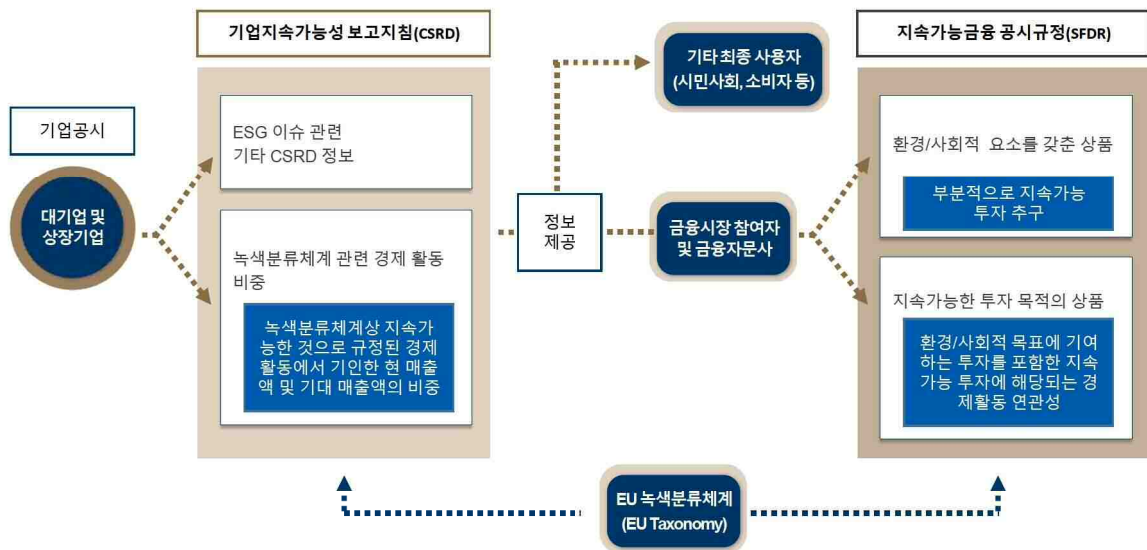 기업지속가능성 보고지침(CSRD)
지속가능금융 공시규정(SFDR)
기타 최종 사용자
(시민사회, 소비자 등)
기업공시
대기업 및
상장기업
ESG 이슈 관련
기타 CSRD 정보
녹색분류체계 관련 경제 활동
비중
녹색분류체계상 지속가
능한 것으로 규정된 경제
활동에서 기인한 현 매출
액 및 기대 매출액의 비중
정보
제공
금융시장 참여자
및 금융자문사
환경/사회적 요소를 갖춘 상품
부분적으로 지속가능
투자 추구
지속가능한 투자 목적의 상품
환경/사회적 목표에 기여
하는 투자를 포함한 지속
가능 투자에 해당되는 경
제활동 연관성
EU 녹색분류체계
(EU Taxonomy)